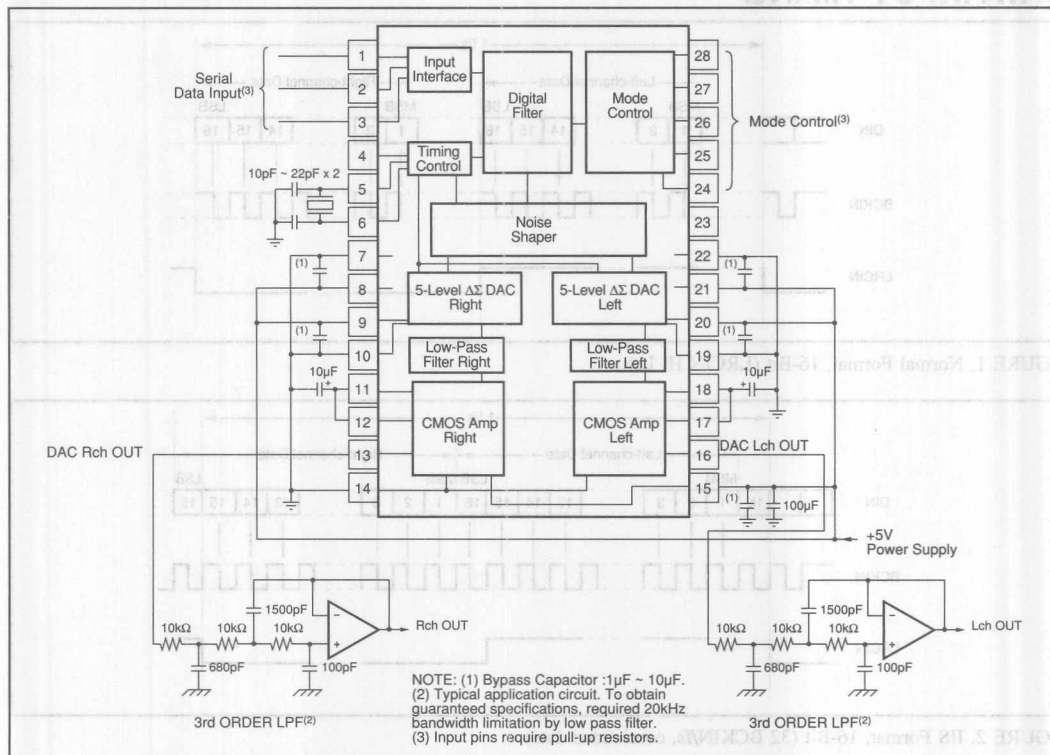 1
2
3
4
5
6
7
8
9
10
11
12
13
14
28
27
26
25
24
23
22
21
20
19
18
17
16
15
Serial
Data Input(3)
10pF ~ 22pF x 2
Input
Interface
Digital
Filter
Mode
Control
Mode Control(3)
Timing
Control
Noise
Shaper
(1)
(1)
(1)
(1)
5-Level ΔΣ DAC
Right
5-Level ΔΣ DAC
Left
Low-Pass
Filter Right
Low-Pass
Filter Left
10µF
+
+
10µF
CMOS Amp
Right
CMOS Amp
Left
DAC Rch OUT
DAC Lch OUT
(1)
100µF
+5V
Power Supply
1500pF
10kΩ
10kΩ
10kΩ
−
+
Rch OUT
680pF
100pF
3rd ORDER LPF(2)
1500pF
10kΩ
10kΩ
10kΩ
−
+
Lch OUT
680pF
100pF
3rd ORDER LPF(2)
NOTE: (1) Bypass Capacitor :1µF ~ 10µF.
(2) Typical application circuit. To obtain
guaranteed specifications, required 20kHz
bandwidth limitation by low pass filter.
(3) Input pins require pull-up resistors.